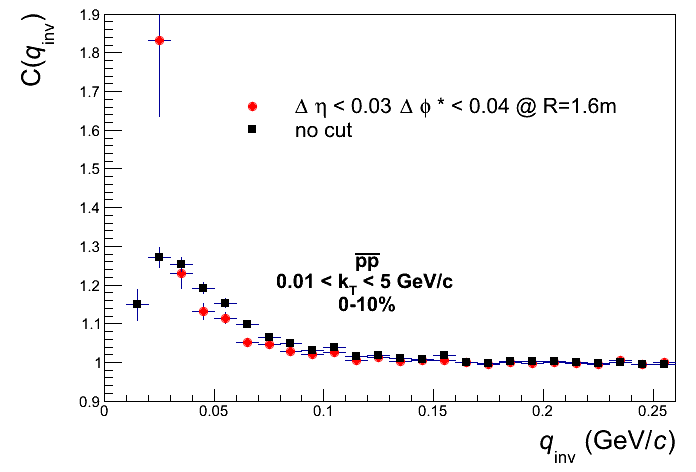 C(q_inv)
1.9
1.8
1.7
1.6
1.5
1.4
1.3
1.2
1.1
1
0.9
Δ η < 0.03 Δ ϕ * < 0.04 @ R=1.6m
no cut
p̅p̅
0.01 < k_T < 5 GeV/c
0-10%
0 0.05 0.1 0.15 0.2 0.25
q_inv (GeV/c)